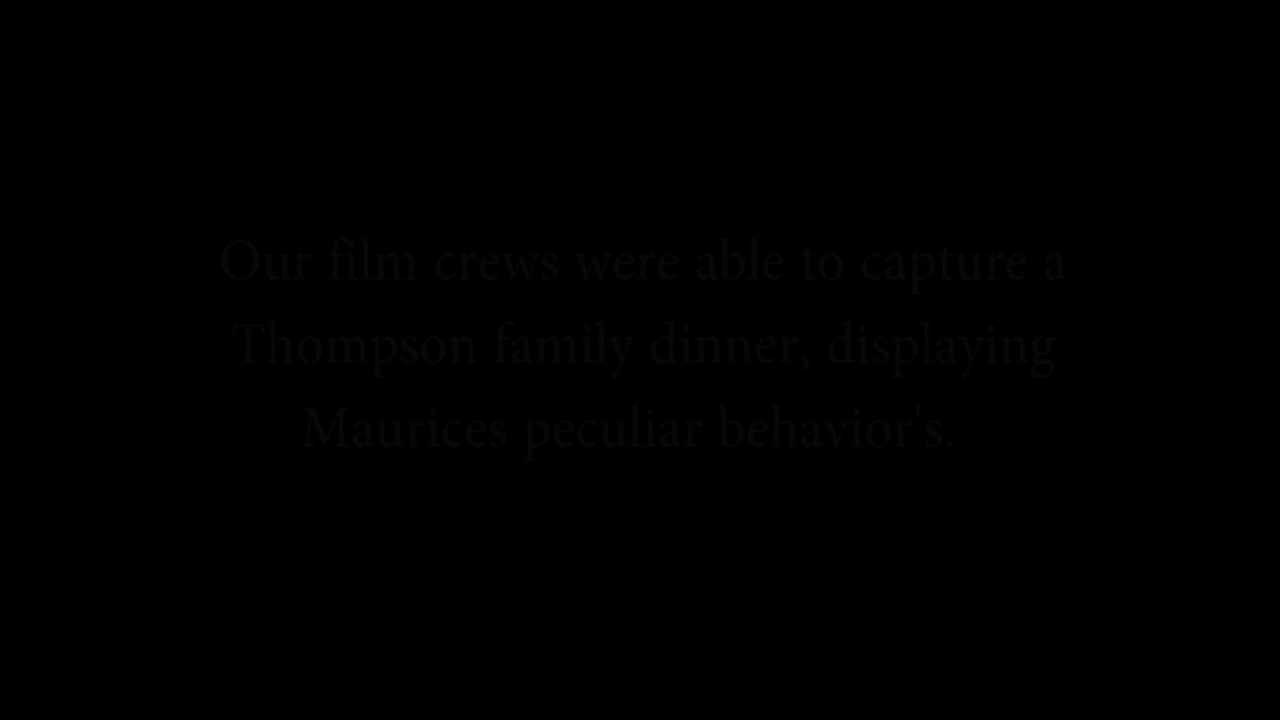 Our film crews were able to capture a
Thompson family dinner, displaying
Maurices peculiar behavior's.